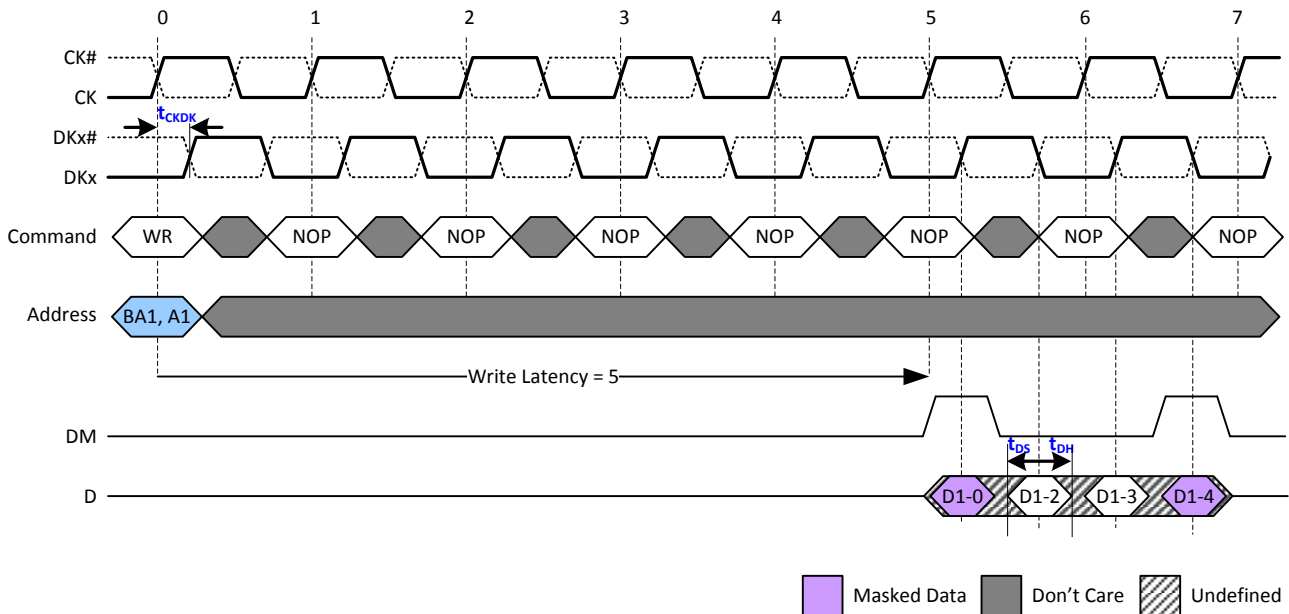 0 1 2 3 4 5 6 7
CK#
CK
tCKDK
DKx#
DKx
Command WR NOP NOP NOP NOP NOP NOP NOP
Address BA1, A1
Write Latency = 5
DM
tDS tDH
D D1-0 D1-2 D1-3 D1-4
Masked Data Don't Care Undefined